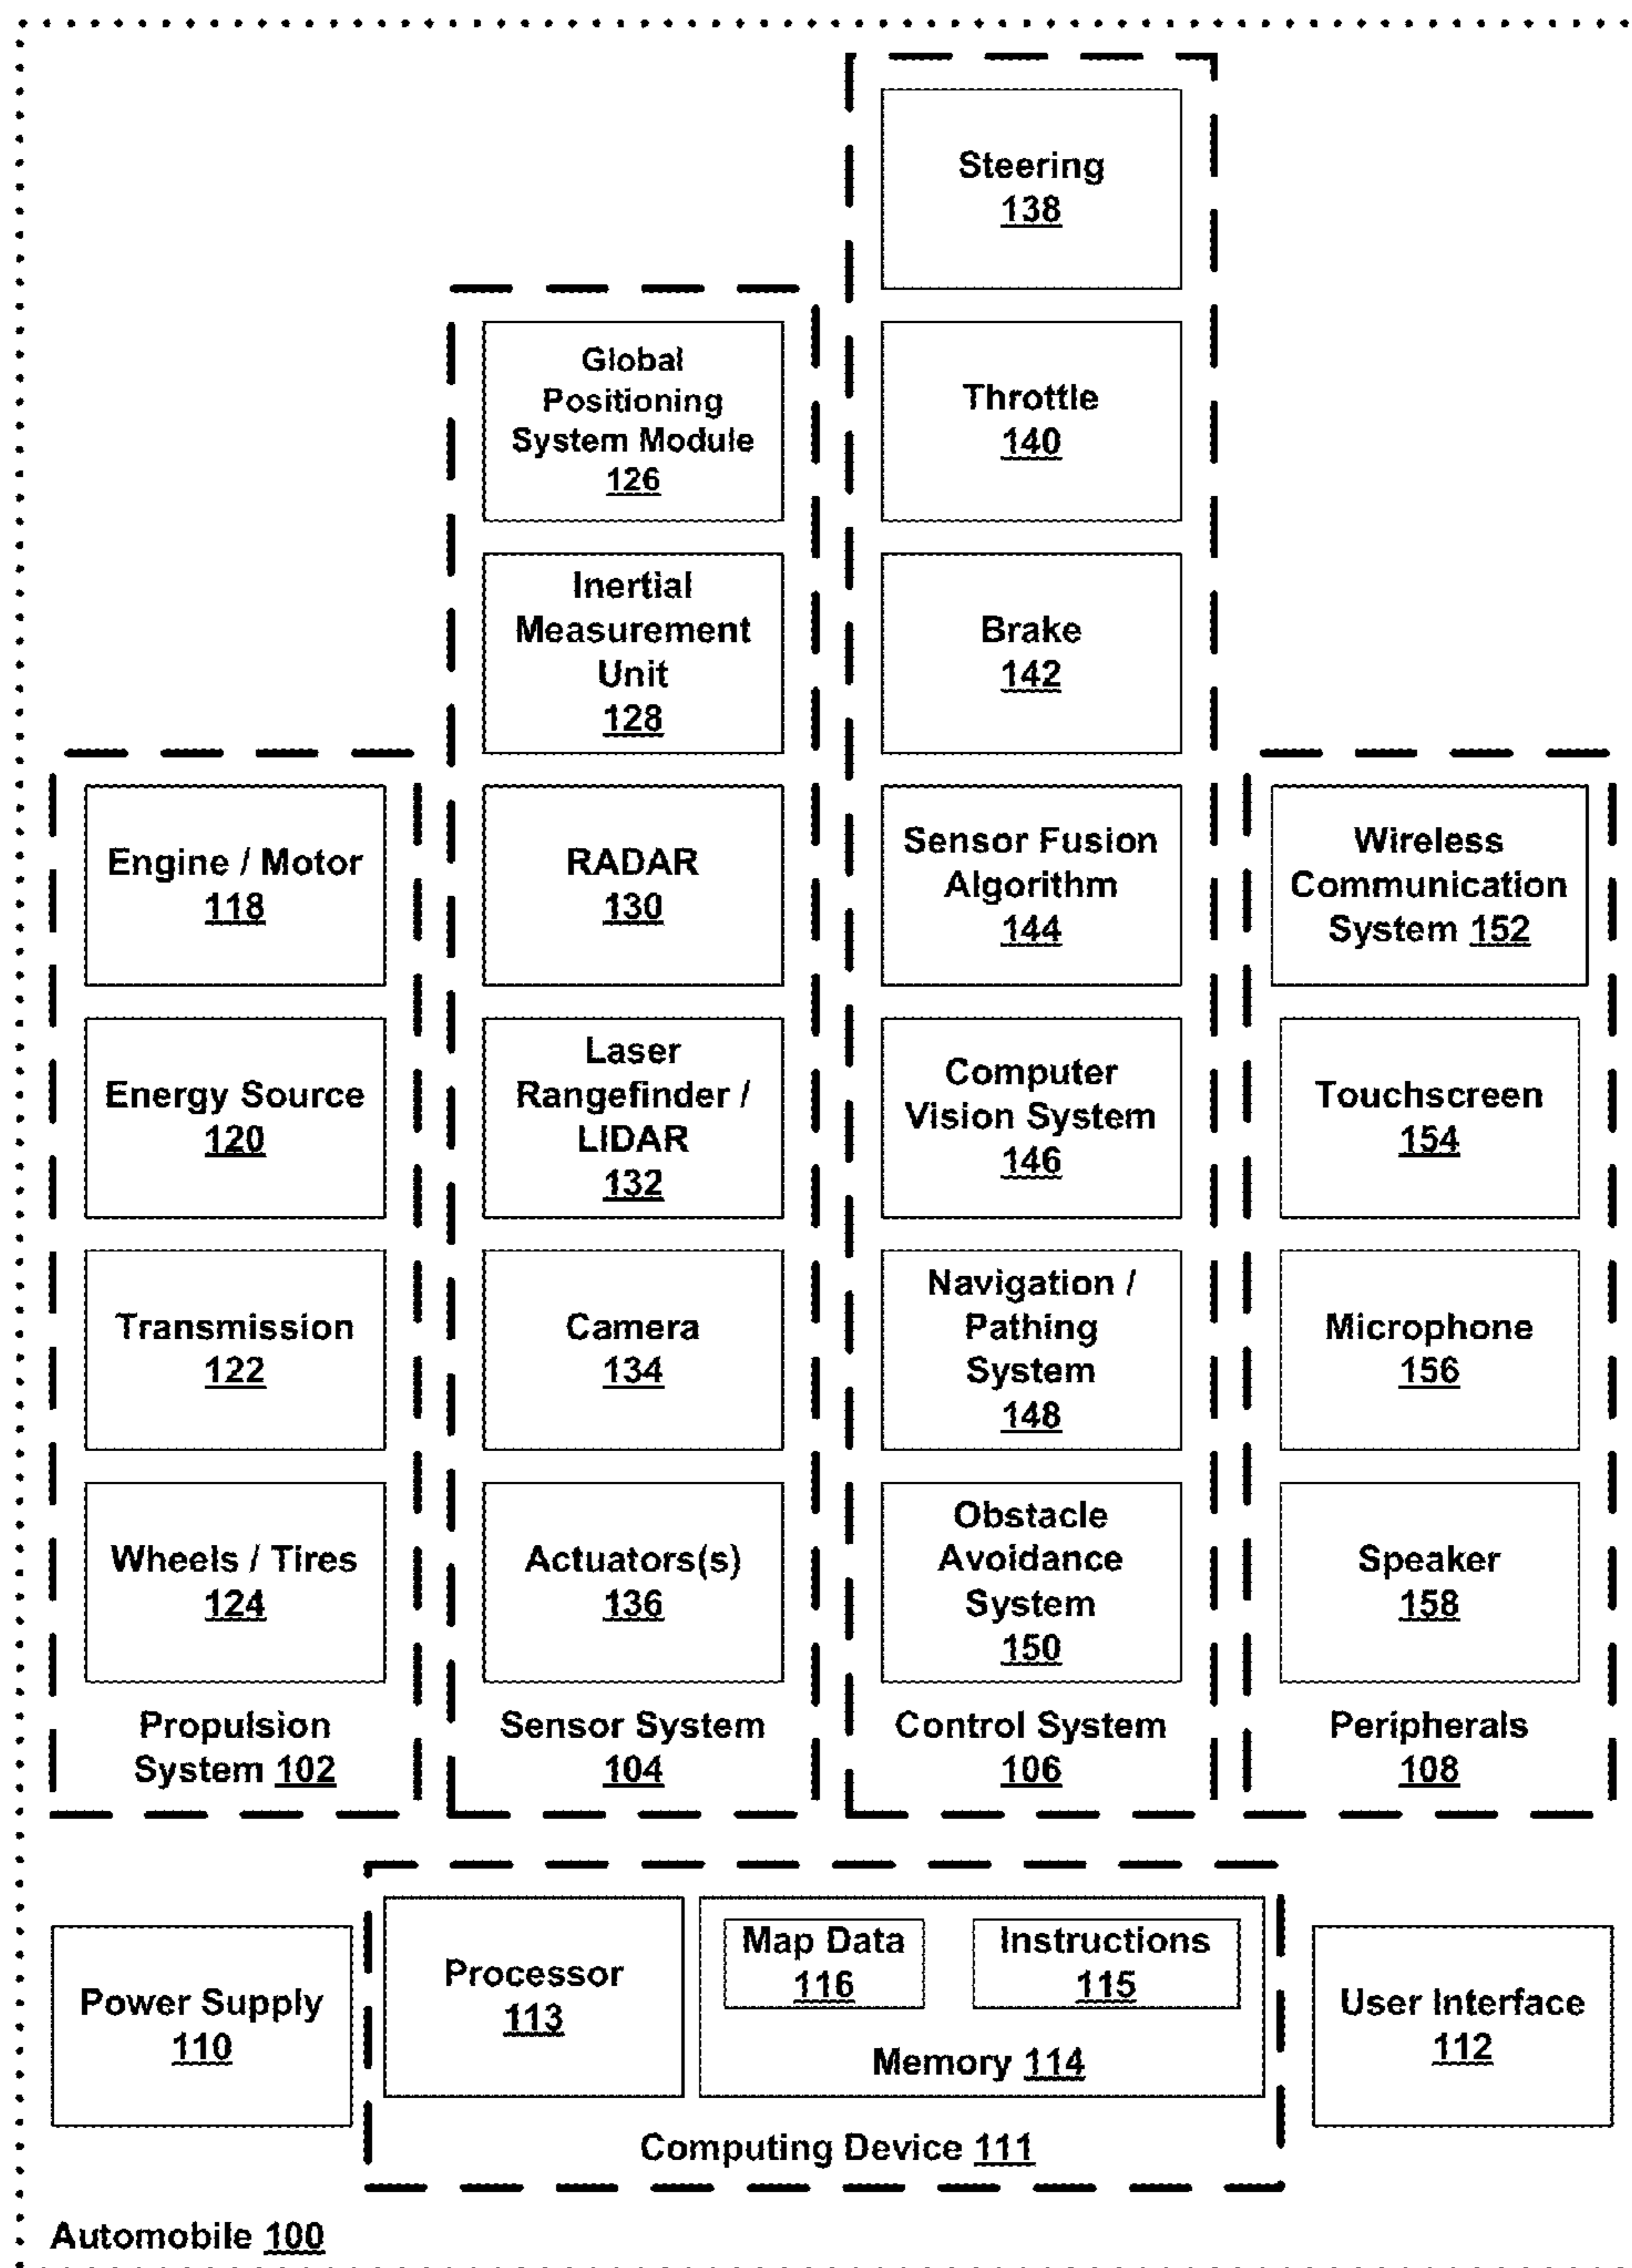 Steering
138
Global
Positioning
System Module
126
Throttle
140
Inertial
Measurement
Unit
128
Brake
142
Engine / Motor
118
RADAR
130
Sensor Fusion
Algorithm
144
Wireless
Communication
System 152
Energy Source
120
Laser
Rangefinder /
LIDAR
132
Computer
Vision System
146
Touchscreen
154
Transmission
122
Camera
134
Navigation /
Pathing
System
148
Microphone
156
Wheels / Tires
124
Actuators(s)
136
Obstacle
Avoidance
System
150
Speaker
158
Propulsion
System 102
Sensor System
104
Control System
106
Peripherals
108
Power Supply
110
Processor
113
Map Data
116
Instructions
115
Memory 114
Computing Device 111
User Interface
112
Automobile 100